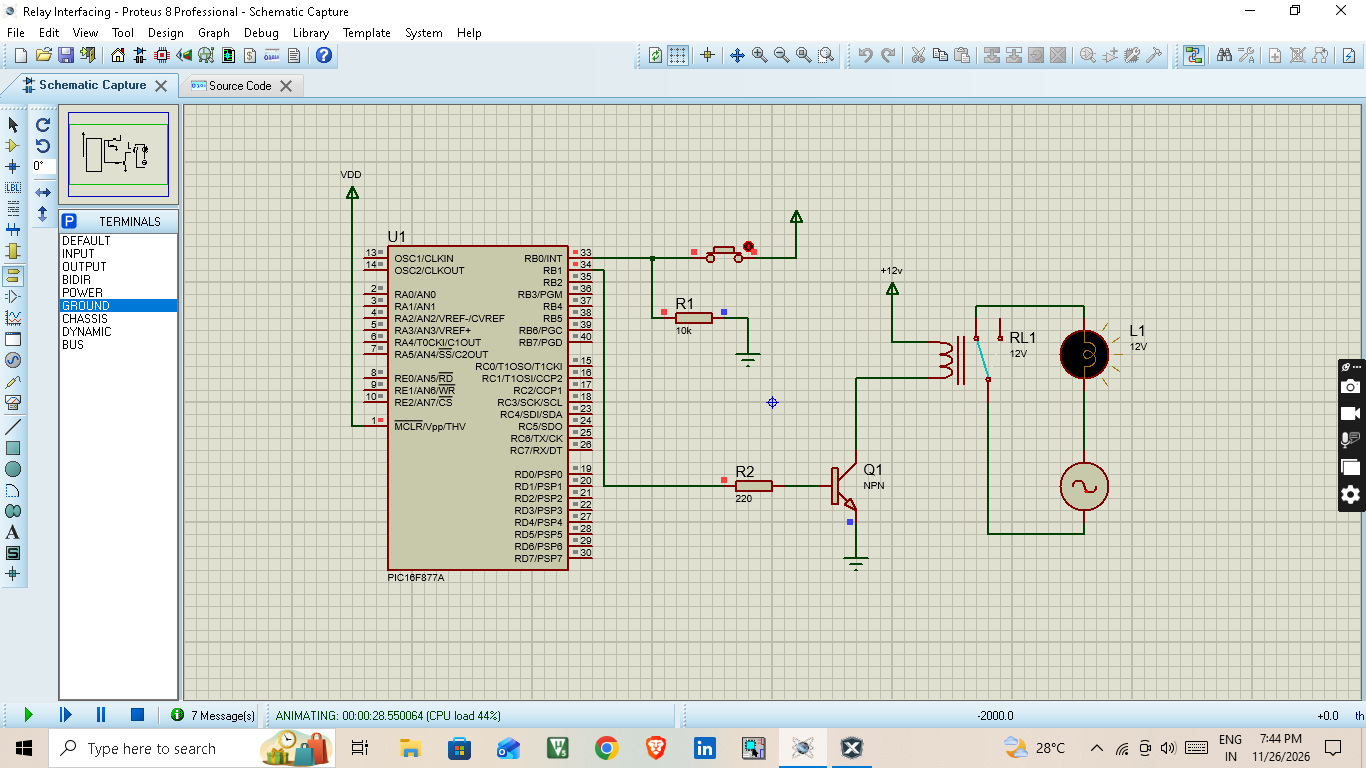 Relay Interfacing - Proteus 8 Professional - Schematic Capture
File Edit View Tool Design Graph Debug Library Template System Help
Schematic Capture
Source Code
0°
LBL
A
S
P TERMINALS
DEFAULT
INPUT
OUTPUT
BIDIR
POWER
GROUND
CHASSIS
DYNAMIC
BUS
VDD
U1
13 OSC1/CLKIN
14 OSC2/CLKOUT
2 RA0/AN0
3 RA1/AN1
4 RA2/AN2/VREF-/CVREF
5 RA3/AN3/VREF+
6 RA4/T0CKI/C1OUT
7 RA5/AN4/SS/C2OUT
8 RE0/AN5/RD
9 RE1/AN6/WR
10 RE2/AN7/CS
1 MCLR/Vpp/THV
RB0/INT 33
RB1 34
RB2 35
RB3/PGM 36
RB4 37
RB5 38
RB6/PGC 39
RB7/PGD 40
RC0/T1OSO/T1CKI 15
RC1/T1OSI/CCP2 16
RC2/CCP1 17
RC3/SCK/SCL 18
RC4/SDI/SDA 23
RC5/SDO 24
RC6/TX/CK 25
RC7/RX/DT 26
RD0/PSP0 19
RD1/PSP1 20
RD2/PSP2 21
RD3/PSP3 22
RD4/PSP4 27
RD5/PSP5 28
RD6/PSP6 29
RD7/PSP7 30
PIC16F877A
R1
10k
R2
220
Q1
NPN
+12v
RL1
12V
L1
12V
7 Message(s)
ANIMATING: 00:00:28.550064 (CPU load 44%)
-2000.0
+0.0
th
Type here to search
28°C
ENG
IN
7:44 PM
11/26/2026